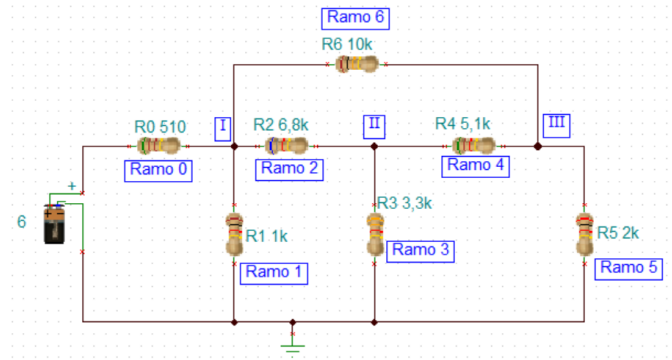 Ramo 6
R6 10k
R0 510
I
R2 6,8k
II
R4 5,1k
III
Ramo 0
Ramo 2
Ramo 4
+
6
R1 1k
R3 3,3k
R5 2k
Ramo 1
Ramo 3
Ramo 5